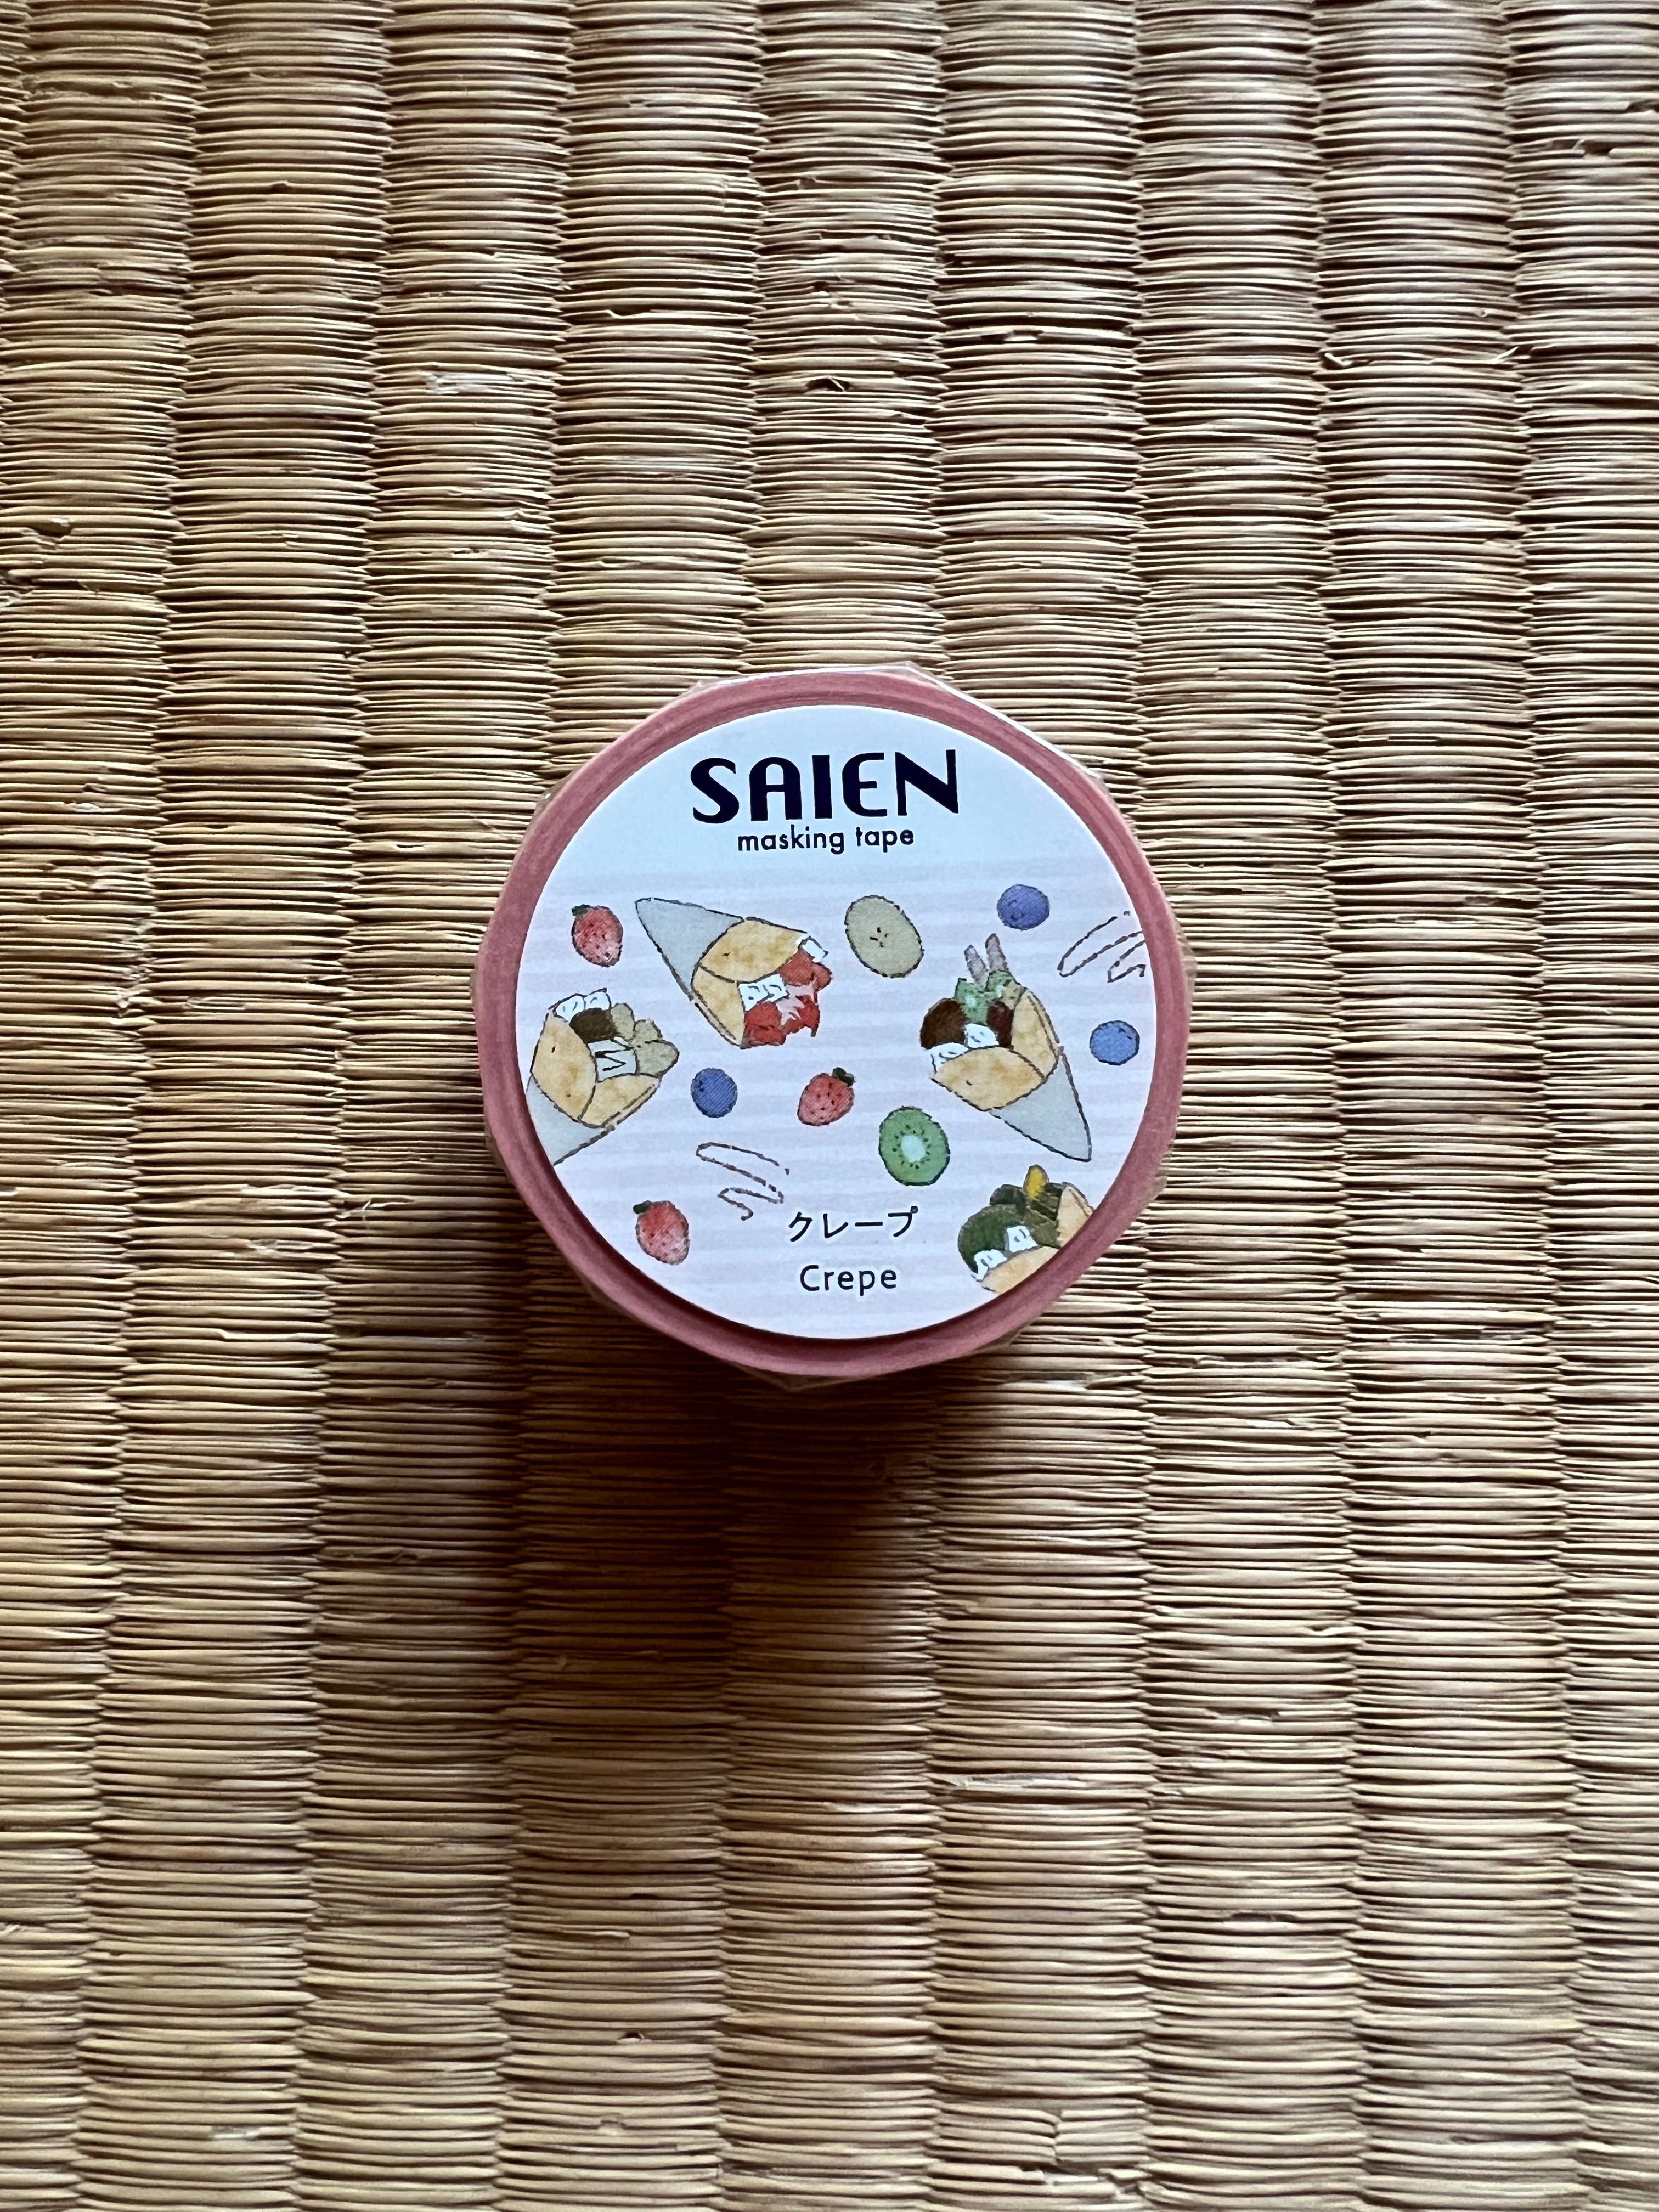 SAIEN
masking tape
クレープ
Crepe